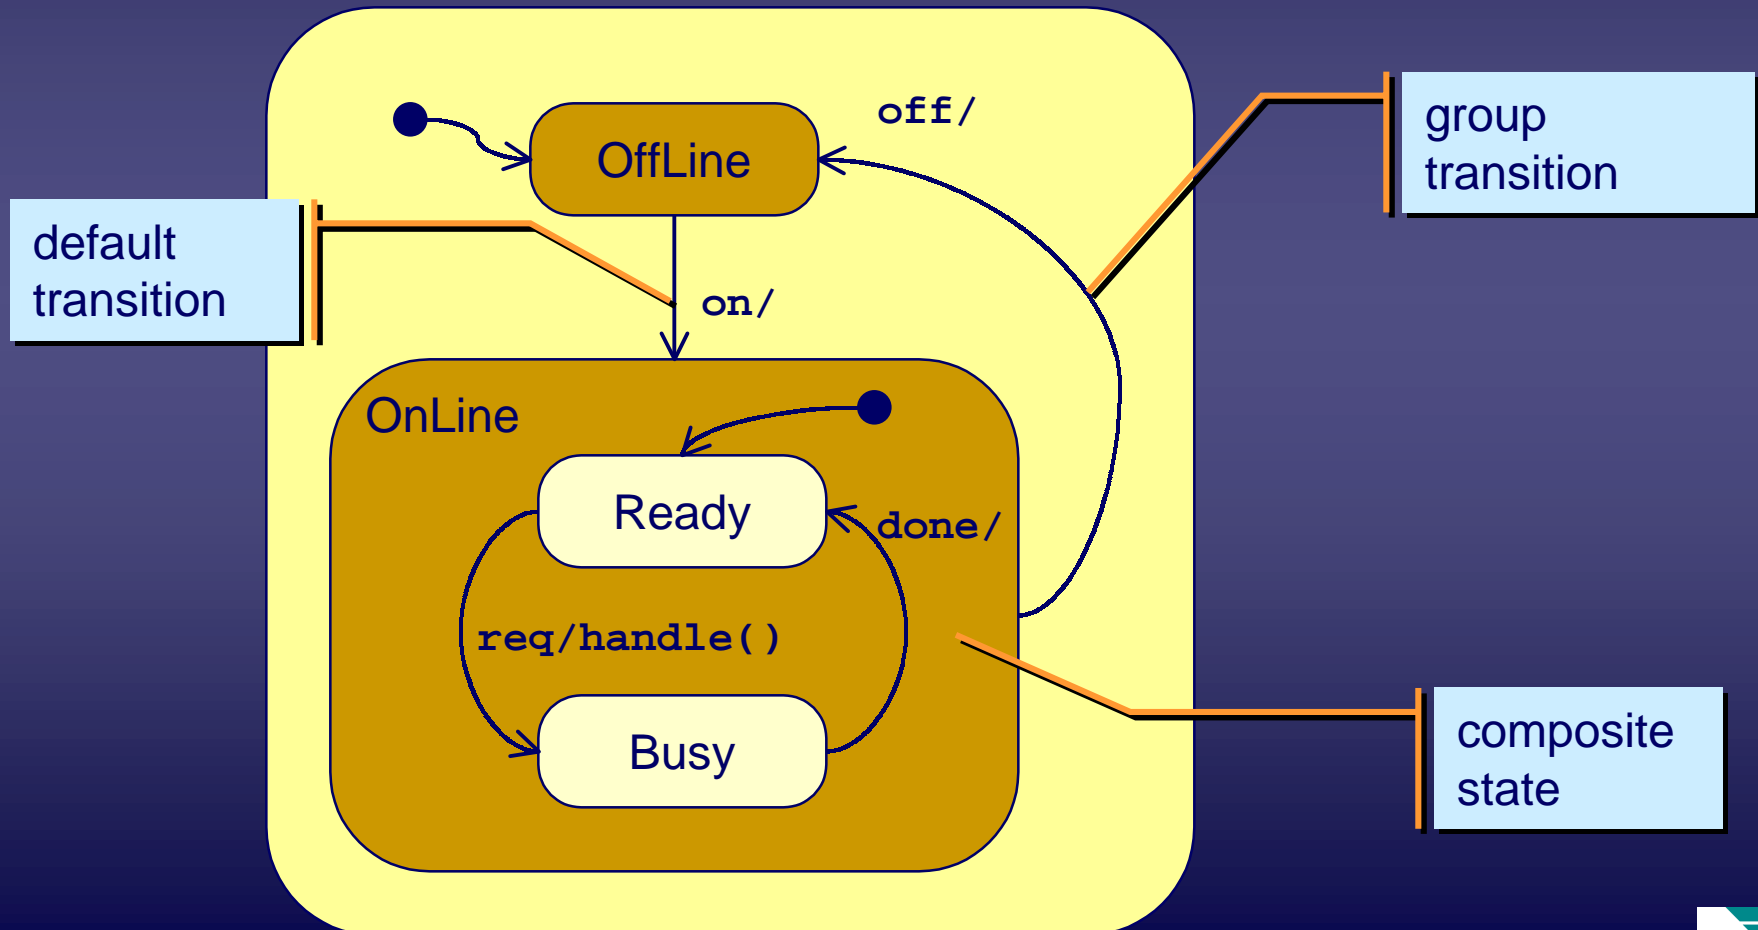 off/
group
transition
OffLine
default
transition
on/
OnLine
Ready
done/
req/handle()
Busy
composite
state